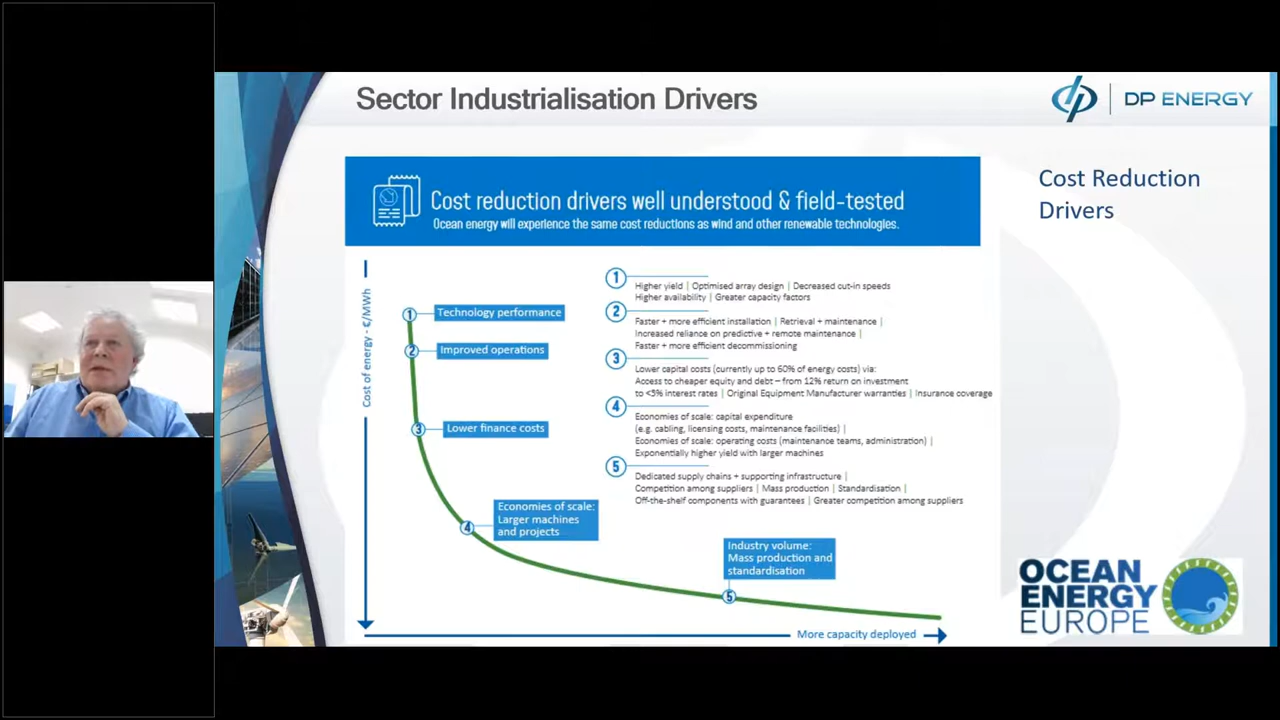 Sector Industrialisation Drivers
DP ENERGY
Cost Reduction
Drivers
Cost reduction drivers well understood & field-tested
Ocean energy will experience the same cost reductions as wind and other renewable technologies.
Cost of energy - €/MWh
1 Technology performance
2 Improved operations
3 Lower finance costs
4 Economies of scale:
Larger machines
and projects
5 Industry volume:
Mass production and
standardisation
More capacity deployed
1
Higher yield | Optimised array design | Decreased cut-in speeds
Higher availability | Greater capacity factors
2
Faster + more efficient installation | Retrieval + maintenance |
Increased reliance on predictive + remote maintenance |
Faster + more efficient decommissioning
3
Lower capital costs (currently up to 60% of energy costs) via:
Access to cheaper equity and debt – from 12% return on investment
to <3% interest rates | Original Equipment Manufacturer warranties | Insurance coverage
4
Economies of scale: capital expenditure
(e.g. cabling, licensing costs, maintenance facilities) |
Economies of scale: operating costs (maintenance teams, administration) |
Exponentially higher yield with larger machines
5
Dedicated supply chains + supporting infrastructure |
Competition among suppliers | Mass production | Standardisation |
Off-the-shelf components with guarantees | Greater competition among suppliers
OCEAN
ENERGY
EUROPE